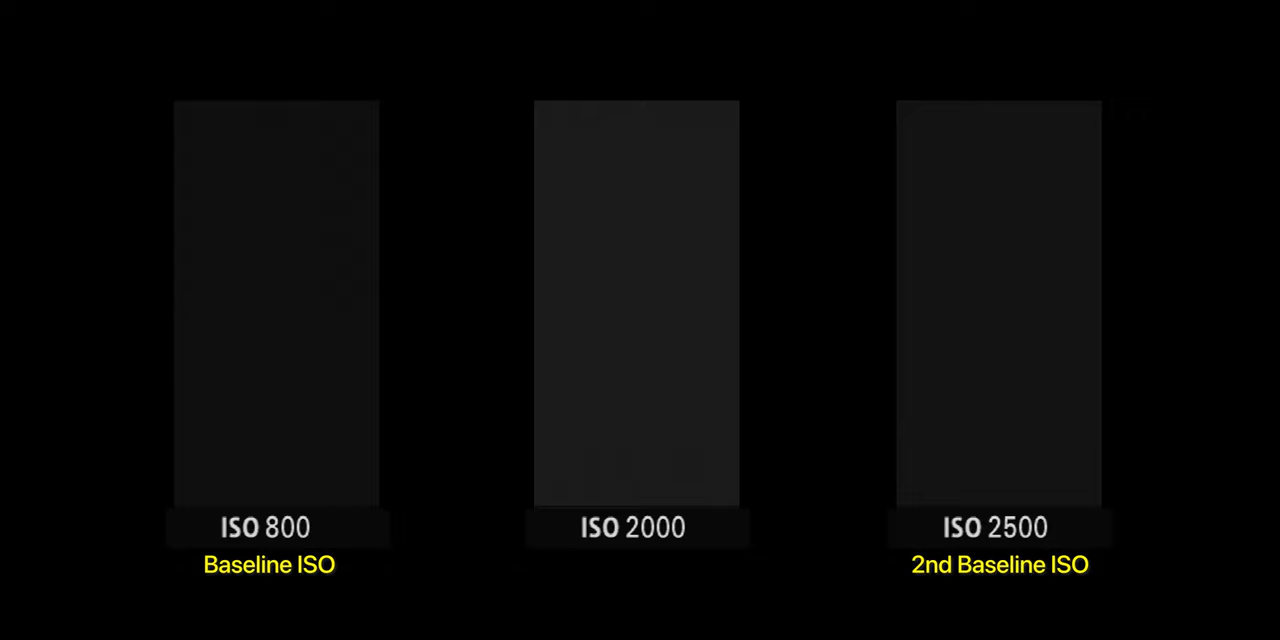 ISO 800
Baseline ISO
ISO 2000
ISO 2500
2nd Baseline ISO